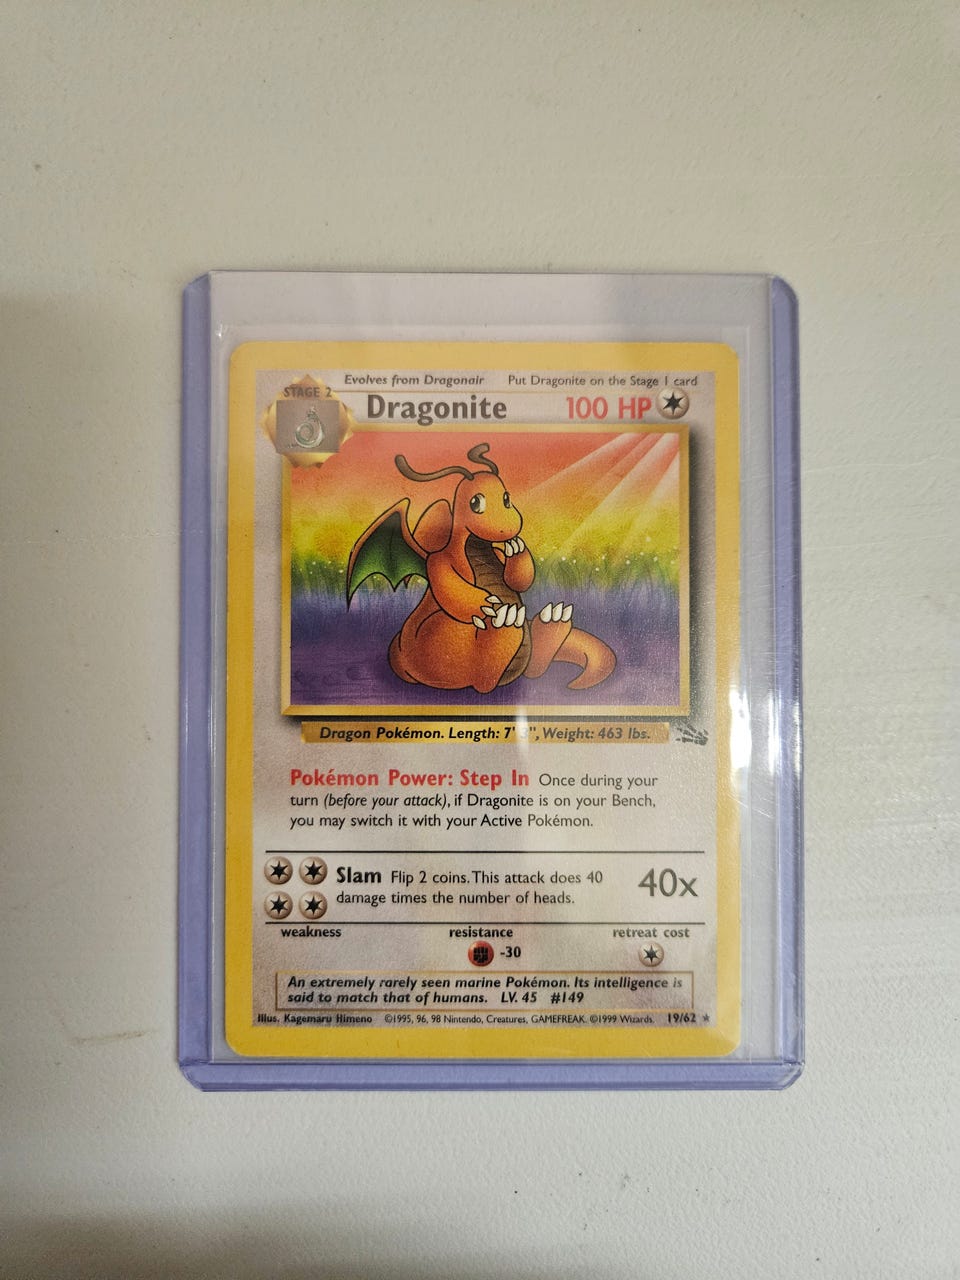 Evolves from Dragonair Put Dragonite on the Stage 1 card
STAGE 2
Dragonite 100 HP
Dragon Pokémon. Length: 7' 3", Weight: 463 lbs.
Pokémon Power: Step In Once during your
turn (before your attack), if Dragonite is on your Bench,
you may switch it with your Active Pokémon.
Slam Flip 2 coins. This attack does 40
damage times the number of heads.
40x
weakness resistance retreat cost
-30
An extremely rarely seen marine Pokémon. Its intelligence is
said to match that of humans. LV. 45 #149
Illus. Kagemaru Himeno ©1995, 96, 98 Nintendo, Creatures, GAMEFREAK. ©1999 Wizards. 19/62 ★